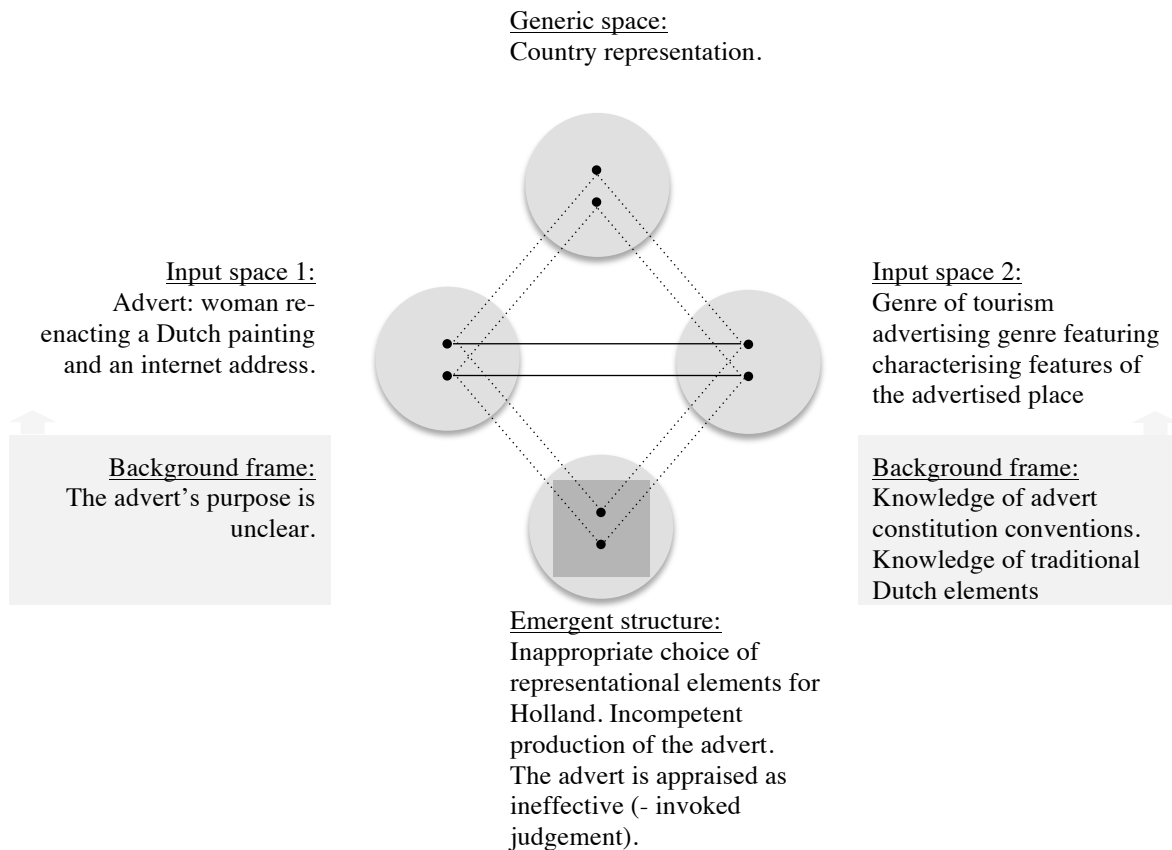 Generic space:
Country representation.
Input space 1:
Advert: woman re-
enacting a Dutch painting
and an internet address.
Input space 2:
Genre of tourism
advertising genre featuring
characterising features of
the advertised place
Background frame:
The advert’s purpose is
unclear.
Background frame:
Knowledge of advert
constitution conventions.
Knowledge of traditional
Dutch elements
Emergent structure:
Inappropriate choice of
representational elements for
Holland. Incompetent
production of the advert.
The advert is appraised as
ineffective (- invoked
judgement).